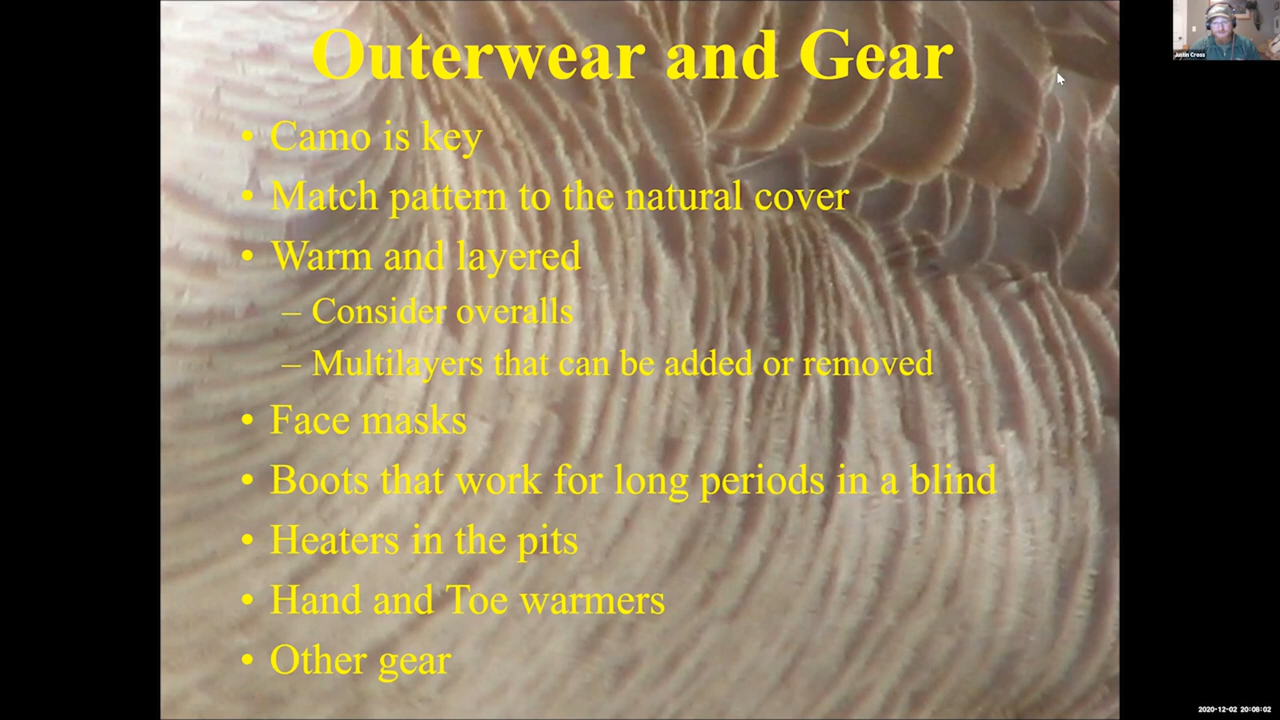 Outerwear and Gear
• Camo is key
• Match pattern to the natural cover
• Warm and layered
– Consider overalls
– Multilayers that can be added or removed
• Face masks
• Boots that work for long periods in a blind
• Heaters in the pits
• Hand and Toe warmers
• Other gear
Justin Cross
2020-12-02 20:08:02